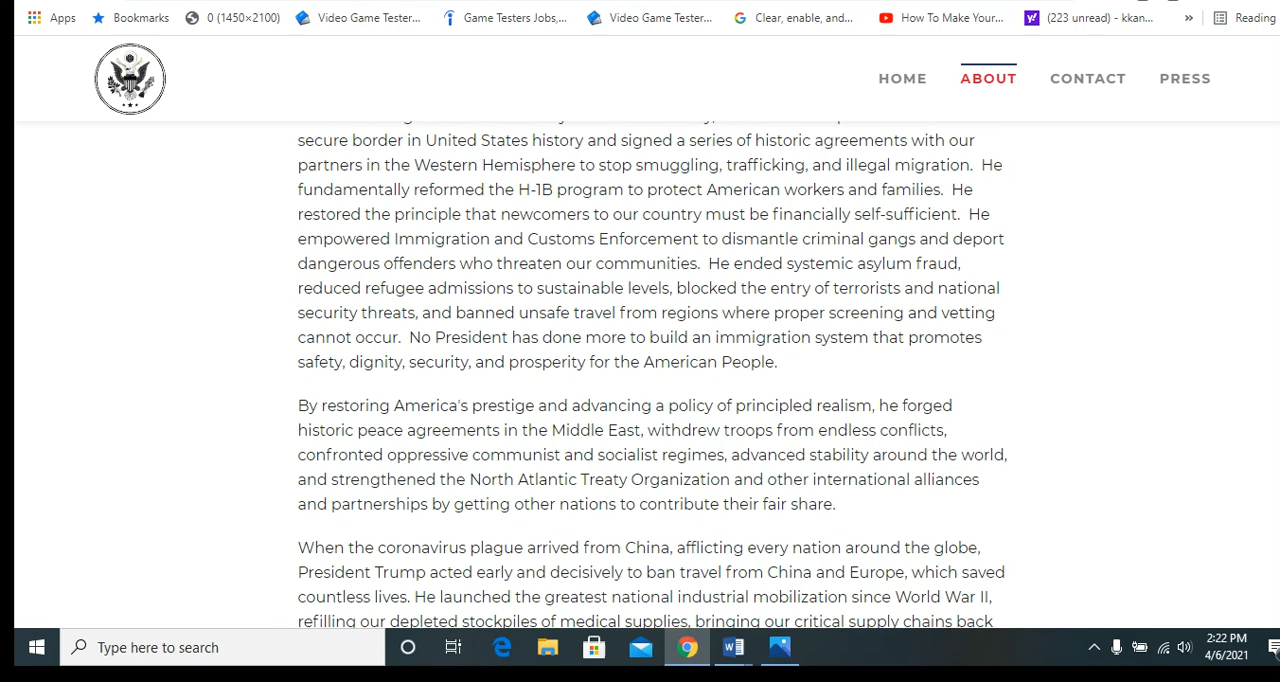 Apps Bookmarks 0 (1450×2100) Video Game Tester... Game Testers Jobs,... Video Game Tester... Clear, enable, and... How To Make Your... (223 unread) - kkan... » Reading
HOME ABOUT CONTACT PRESS
secure border in United States history and signed a series of historic agreements with our
partners in the Western Hemisphere to stop smuggling, trafficking, and illegal migration. He
fundamentally reformed the H-1B program to protect American workers and families. He
restored the principle that newcomers to our country must be financially self-sufficient. He
empowered Immigration and Customs Enforcement to dismantle criminal gangs and deport
dangerous offenders who threaten our communities. He ended systemic asylum fraud,
reduced refugee admissions to sustainable levels, blocked the entry of terrorists and national
security threats, and banned unsafe travel from regions where proper screening and vetting
cannot occur. No President has done more to build an immigration system that promotes
safety, dignity, security, and prosperity for the American People.
By restoring America's prestige and advancing a policy of principled realism, he forged
historic peace agreements in the Middle East, withdrew troops from endless conflicts,
confronted oppressive communist and socialist regimes, advanced stability around the world,
and strengthened the North Atlantic Treaty Organization and other international alliances
and partnerships by getting other nations to contribute their fair share.
When the coronavirus plague arrived from China, afflicting every nation around the globe,
President Trump acted early and decisively to ban travel from China and Europe, which saved
countless lives. He launched the greatest national industrial mobilization since World War II,
refilling our depleted stockpiles of medical supplies, bringing our critical supply chains back
Type here to search
2:22 PM
4/6/2021